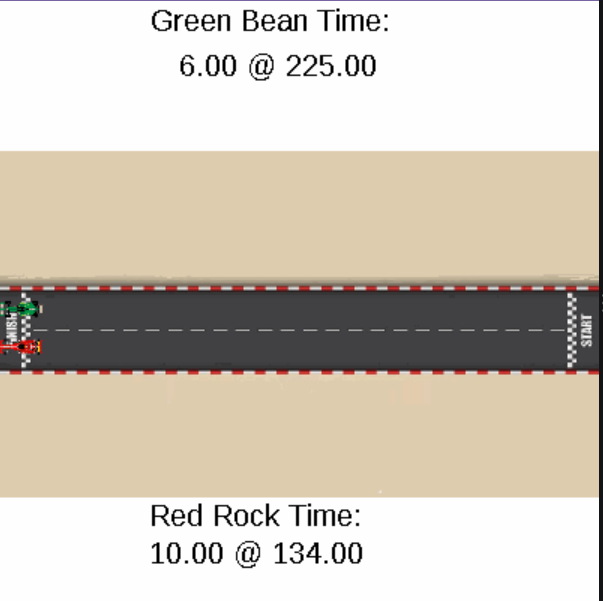 Green Bean Time:
6.00 @ 225.00
START
Red Rock Time:
10.00 @ 134.00